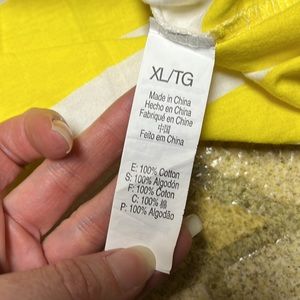 XL/TG
Made in China
Hecho en China
Fabriqué en Chine
中国
Feito em China
E: 100% Cotton
S: 100% Algodón
F: 100% Coton
C: 100% 棉
P: 100% Algodão